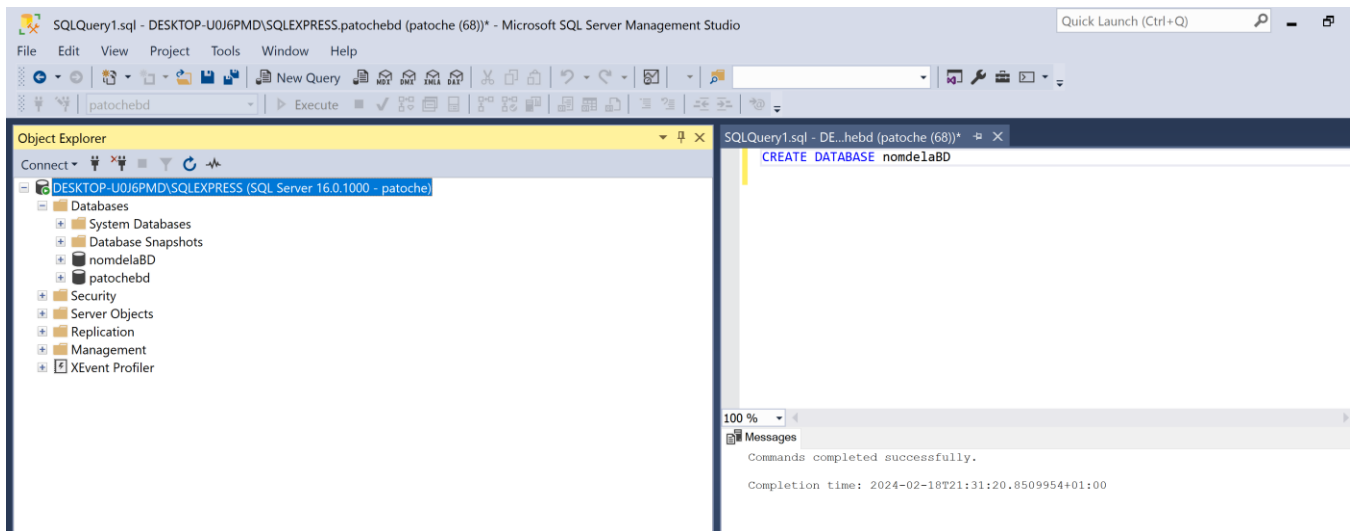 SQLQuery1.sql - DESKTOP-U0J6PMD\SQLEXPRESS.patochebd (patoche (68))* - Microsoft SQL Server Management Studio
Quick Launch (Ctrl+Q)
File Edit View Project Tools Window Help
New Query MDX DMX XMLA DAX
patochebd Execute
Object Explorer
Connect
DESKTOP-U0J6PMD\SQLEXPRESS (SQL Server 16.0.1000 - patoche)
Databases
System Databases
Database Snapshots
nomdelaBD
patochebd
Security
Server Objects
Replication
Management
XEvent Profiler
SQLQuery1.sql - DE...hebd (patoche (68))*
CREATE DATABASE nomdelaBD
100 %
Messages
Commands completed successfully.
Completion time: 2024-02-18T21:31:20.8509954+01:00